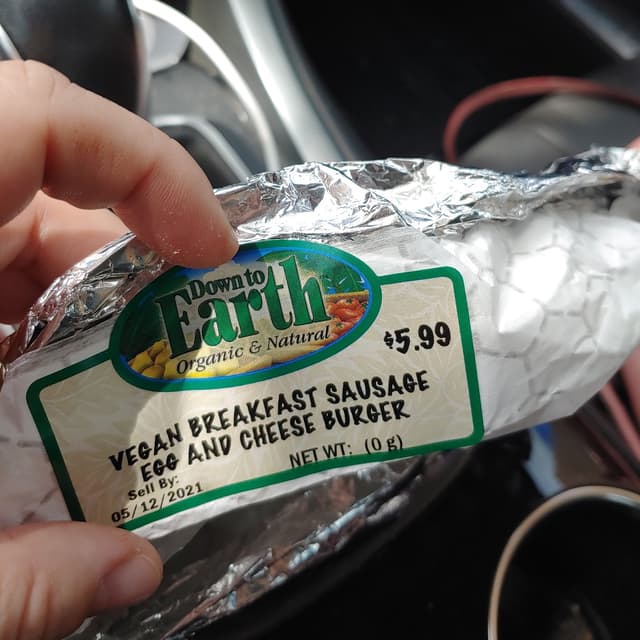 Down to
Earth
Organic & Natural
$5.99
VEGAN BREAKFAST SAUSAGE
EGG AND CHEESE BURGER
NET WT: (0 g)
Sell By:
05/12/2021